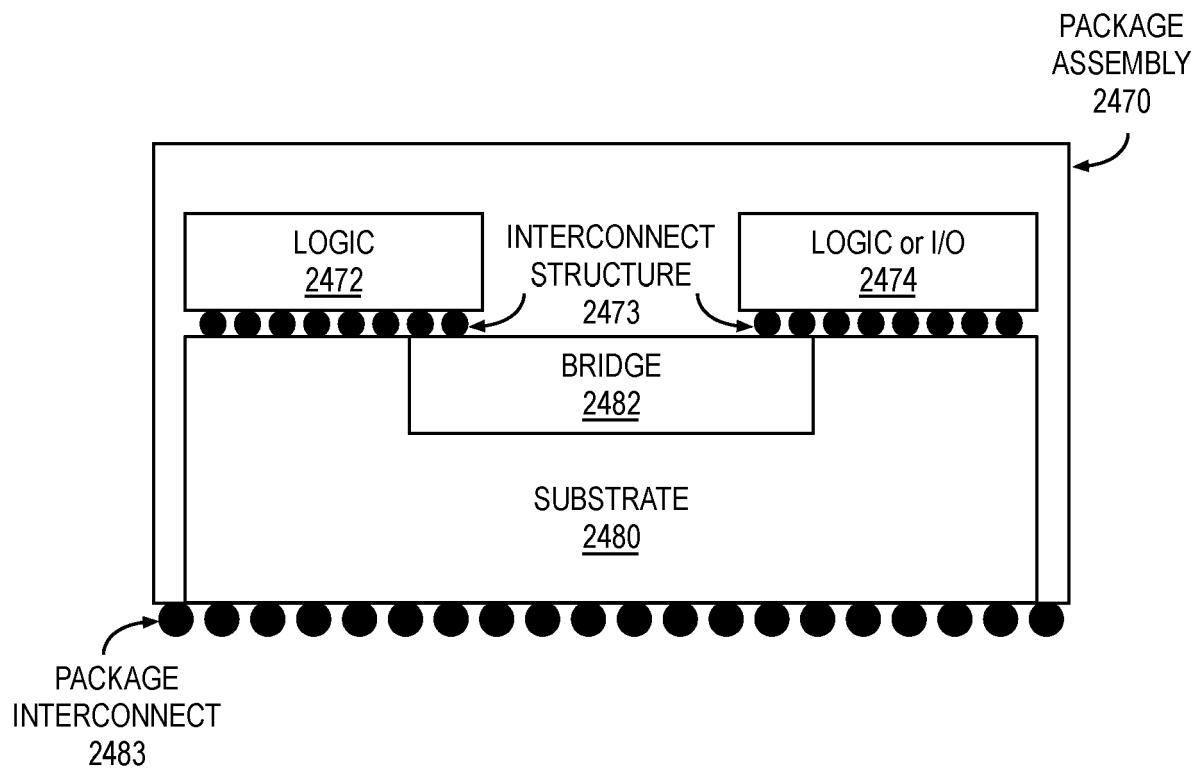 PACKAGE
ASSEMBLY
2470
LOGIC
2472
INTERCONNECT
STRUCTURE
2473
LOGIC or I/O
2474
BRIDGE
2482
SUBSTRATE
2480
PACKAGE
INTERCONNECT
2483